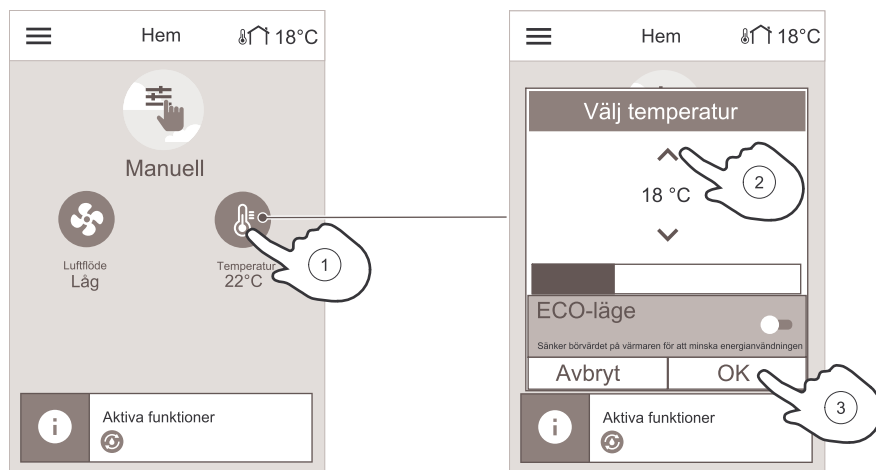 Hem
18°C
Manuell
Luftflöde
Låg
Temperatur
22°C
1
Aktiva funktioner
i
Hem
18°C
Välj temperatur
18 °C
2
ECO-läge
Sänker börvärdet på värmaren för att minska energianvändningen
Avbryt
OK
3
Aktiva funktioner
i